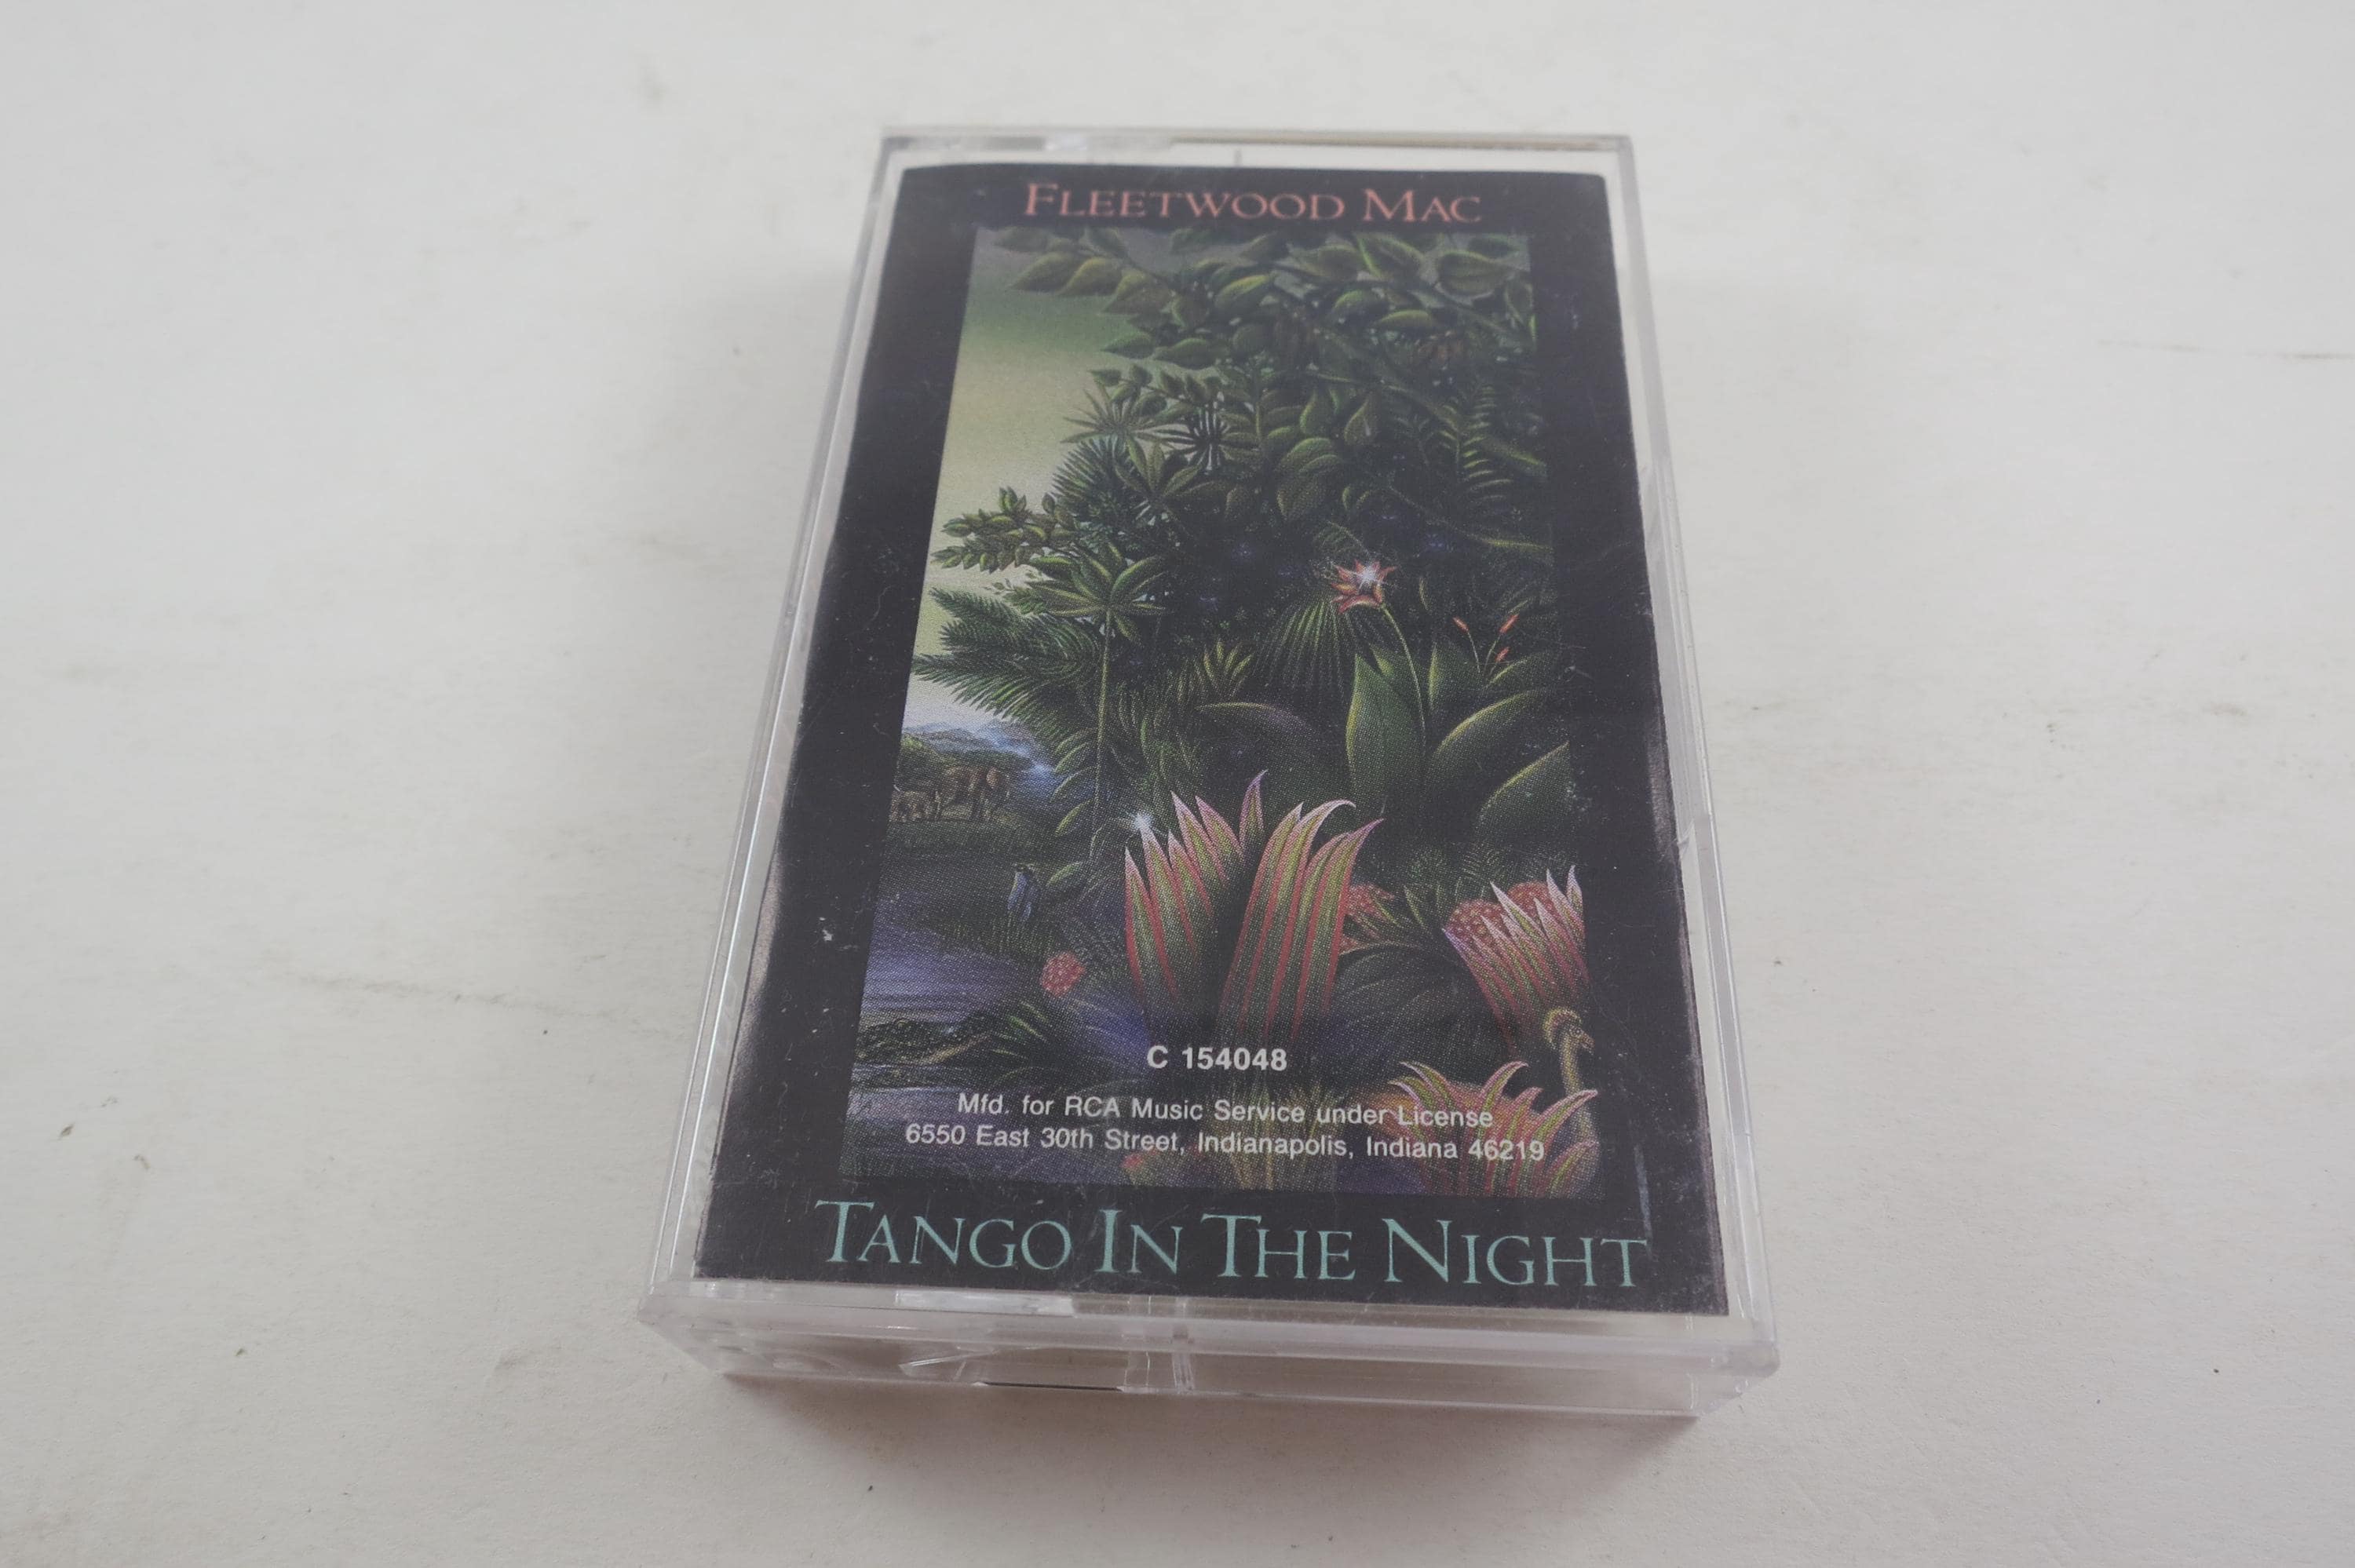 FLEETWOOD MAC
C 154048
Mfd. for RCA Music Service under License
6550 East 30th Street, Indianapolis, Indiana 46219
TANGO IN THE NIGHT